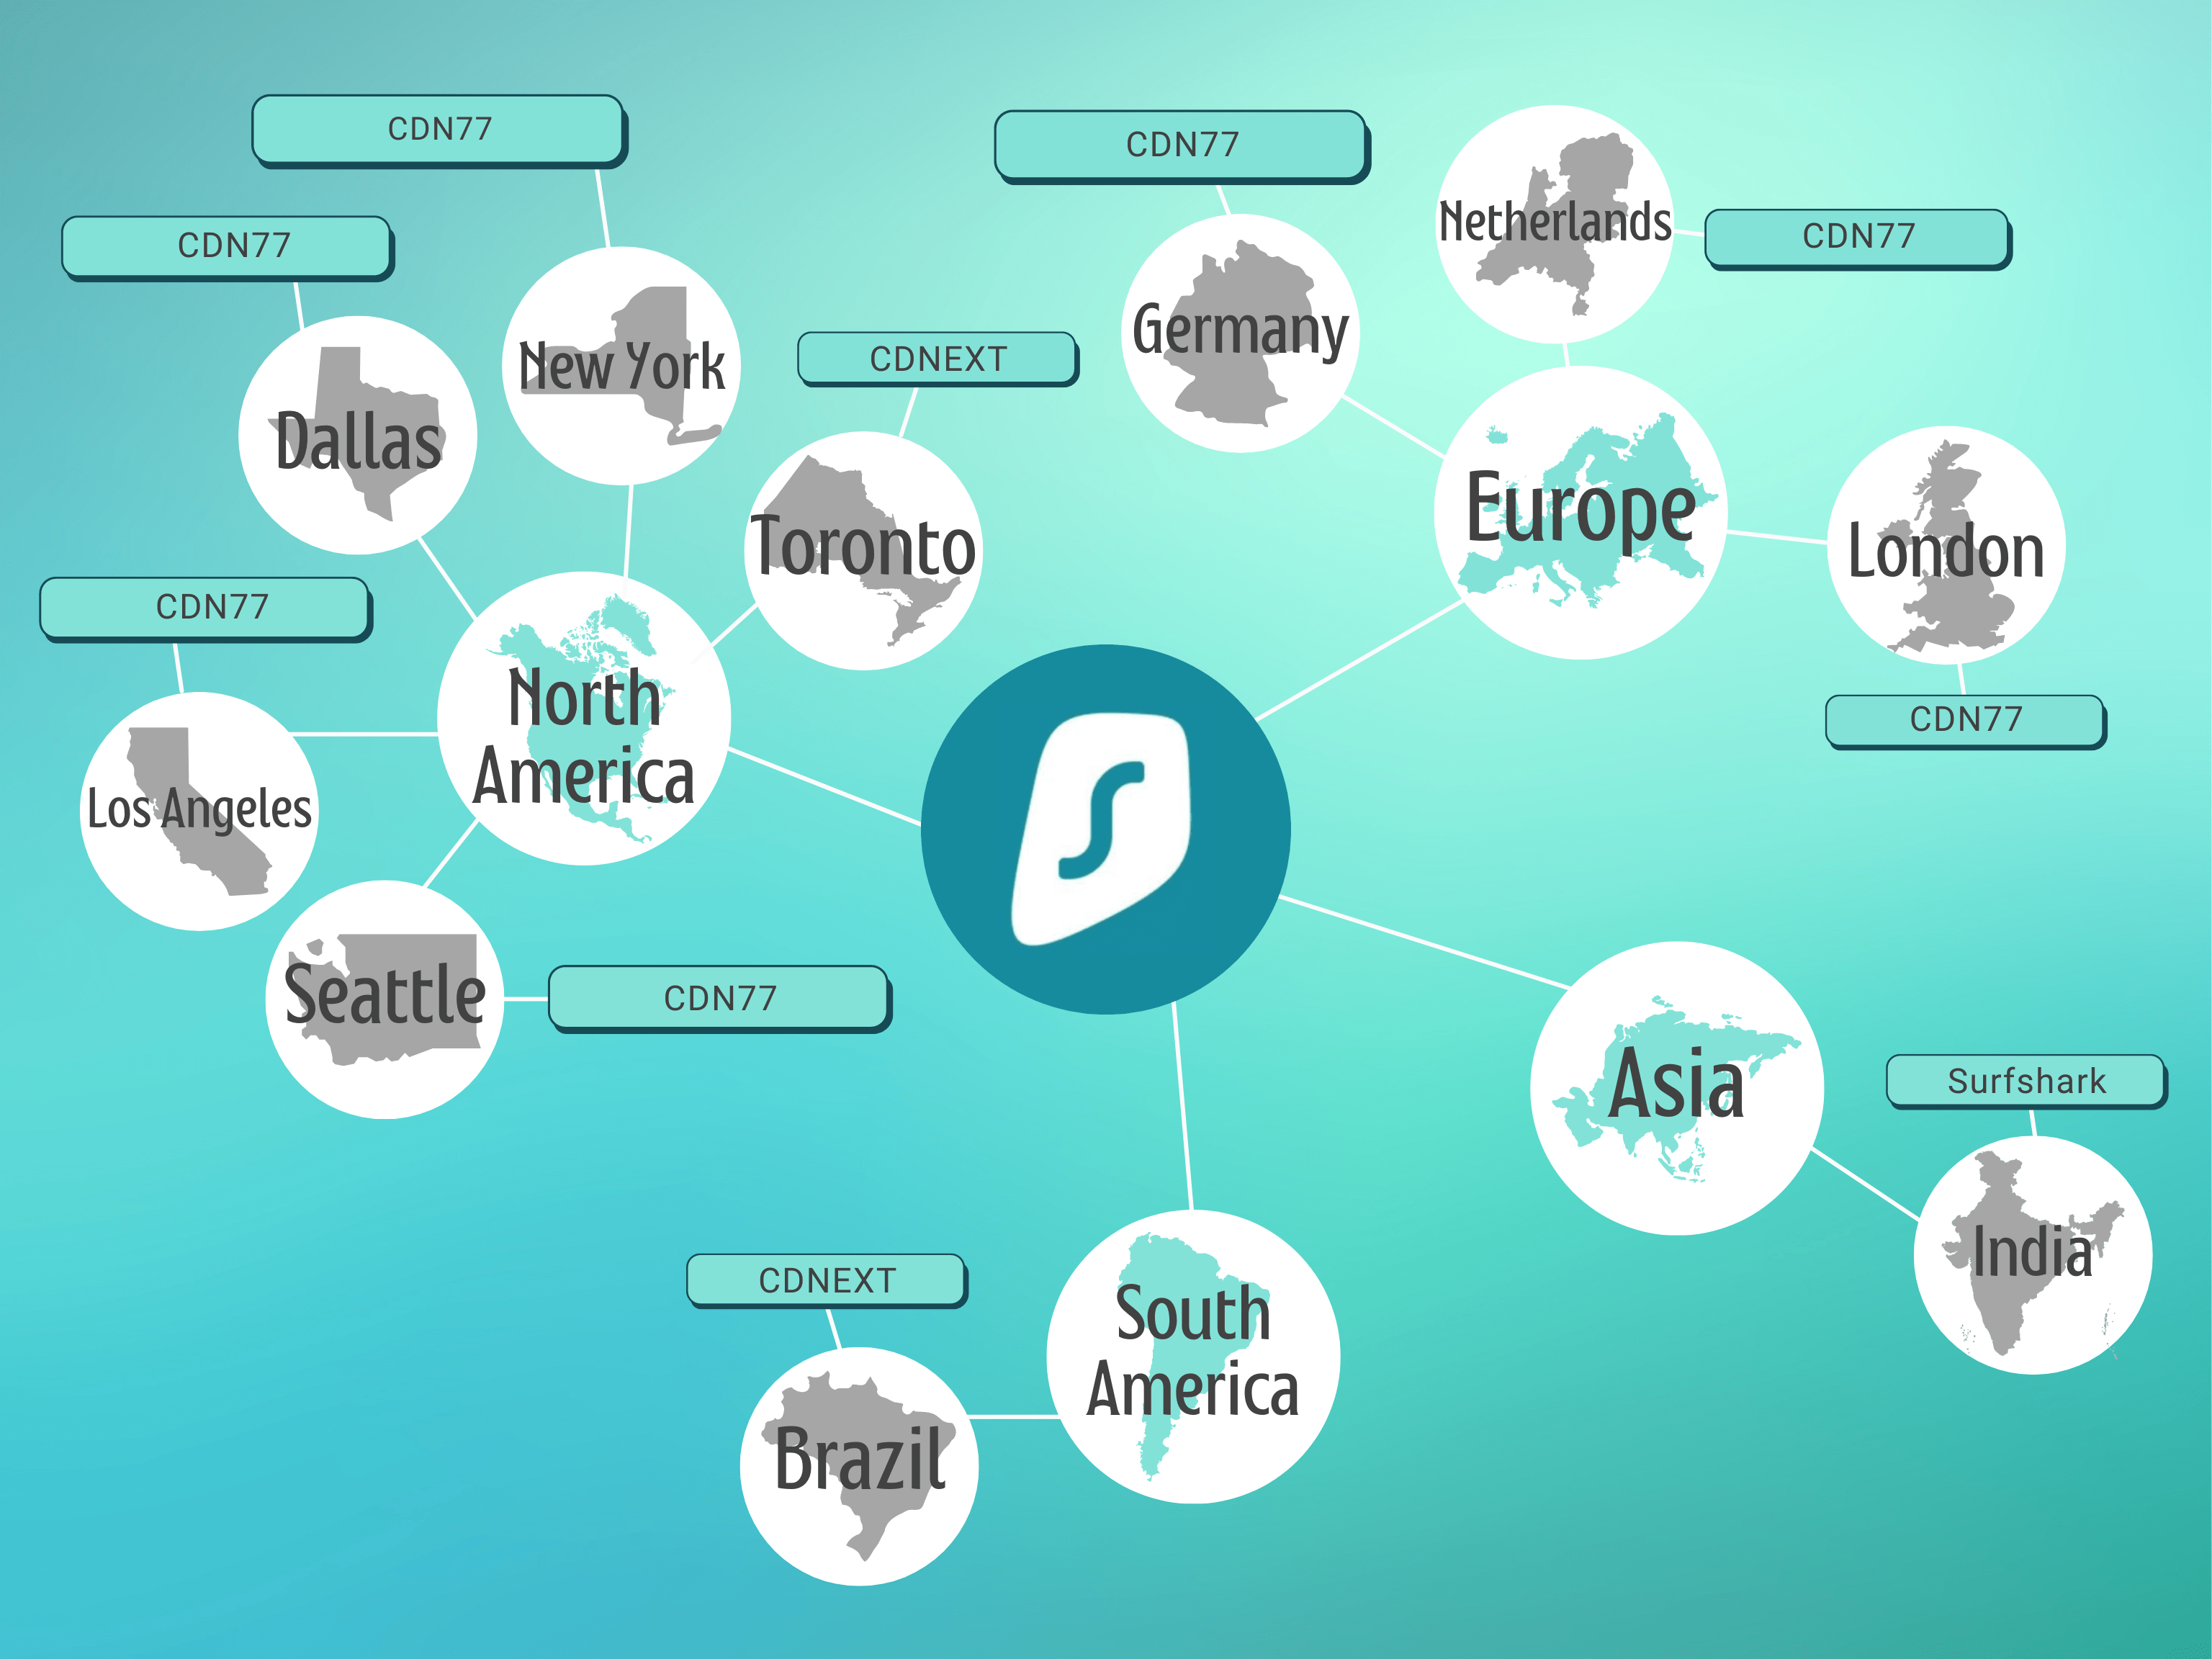 CDN77
CDN77
CDN77
Netherlands
CDN77
Germany
New York
CDNEXT
Dallas
Europe
Toronto
London
CDN77
North
America
CDN77
Los Angeles
Seattle
CDN77
Asia
Surfshark
India
CDNEXT
South
America
Brazil